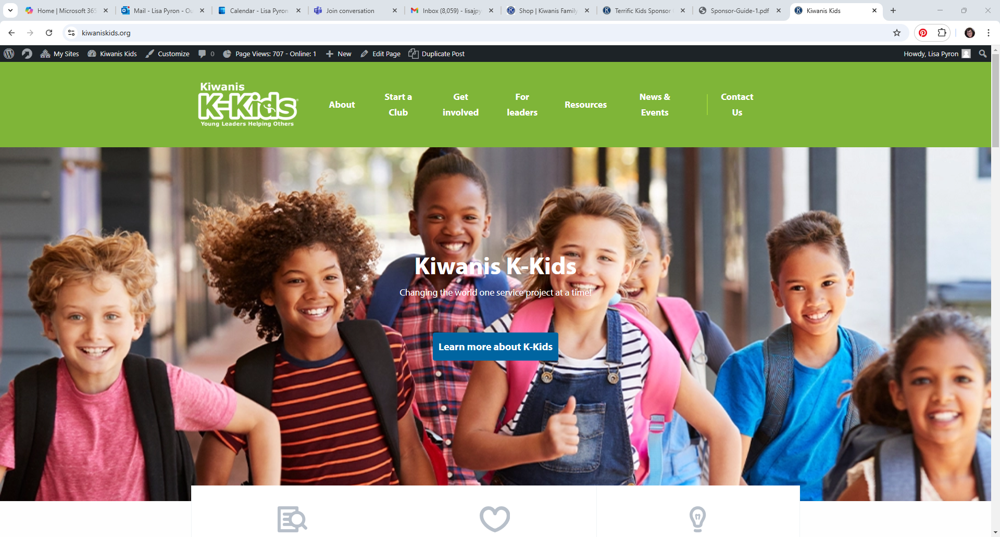 Home | Microsoft 365
Mail - Lisa Pyron - Ou
Calendar - Lisa Pyron
Join conversation
Inbox (8,059) - lisajpy
Shop | Kiwanis Family
Terrific Kids Sponsor
Sponsor-Guide-1.pdf
Kiwanis Kids
kiwaniskids.org
My Sites
Kiwanis Kids
Customize
0
Page Views: 707 - Online: 1
New
Edit Page
Duplicate Post
Howdy, Lisa Pyron
Kiwanis
K-Kids
Young Leaders Helping Others
About
Start a
Club
Get
involved
For
leaders
Resources
News &
Events
Contact
Us
Kiwanis K-Kids
Changing the world one service project at a time!
Learn more about K-Kids